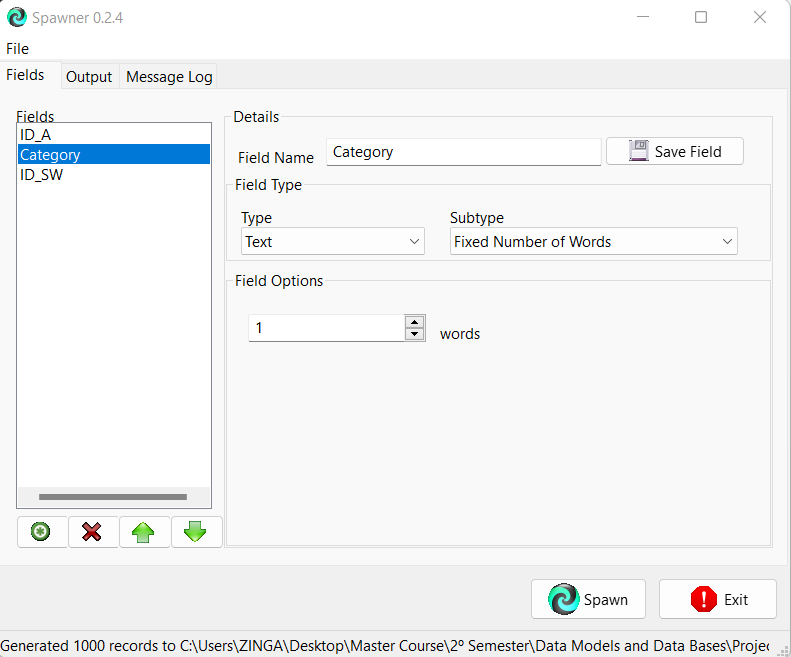 Spawner 0.2.4
File
Fields Output Message Log
Fields
ID_A
Category
ID_SW
Details
Field Name Category Save Field
Field Type
Type Subtype
Text Fixed Number of Words
Field Options
1 words
Spawn Exit
Generated 1000 records to C:\Users\ZINGA\Desktop\Master Course\2º Semester\Data Models and Data Bases\Projec